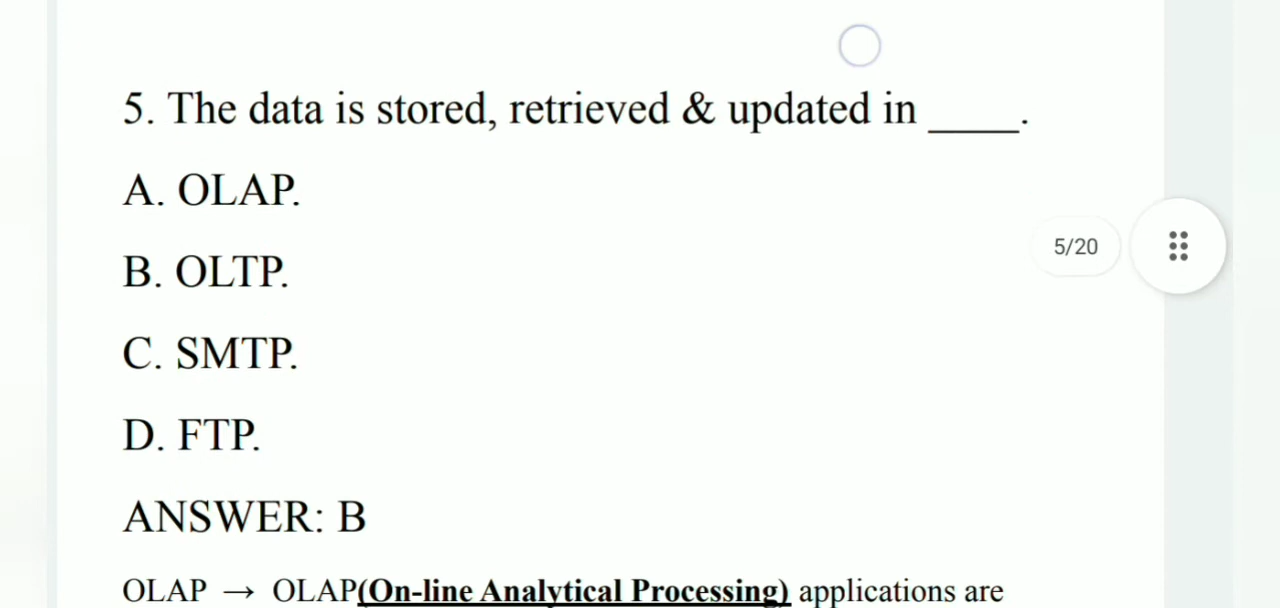 5. The data is stored, retrieved & updated in _____.
A. OLAP.
B. OLTP.
5/20
C. SMTP.
D. FTP.
ANSWER: B
OLAP → OLAP(On-line Analytical Processing) applications are